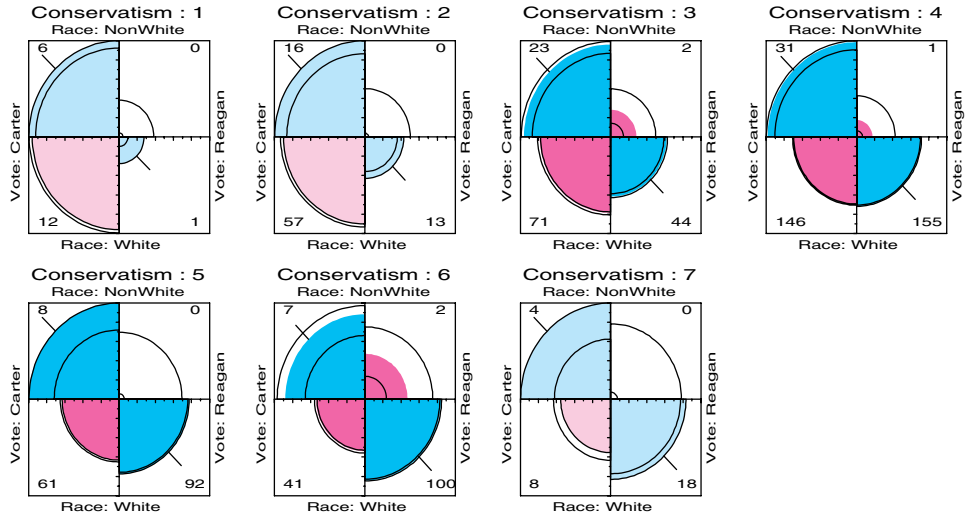 Conservatism : 1
Race: NonWhite
6 0
Vote: Carter
Vote: Reagan
12 1
Race: White
Conservatism : 2
Race: NonWhite
16 0
Vote: Carter
Vote: Reagan
57 13
Race: White
Conservatism : 3
Race: NonWhite
23 2
Vote: Carter
Vote: Reagan
71 44
Race: White
Conservatism : 4
Race: NonWhite
31 1
Vote: Carter
Vote: Reagan
146 155
Race: White
Conservatism : 5
Race: NonWhite
8 0
Vote: Carter
Vote: Reagan
61 92
Race: White
Conservatism : 6
Race: NonWhite
7 2
Vote: Carter
Vote: Reagan
41 100
Race: White
Conservatism : 7
Race: NonWhite
4 0
Vote: Carter
Vote: Reagan
8 18
Race: White